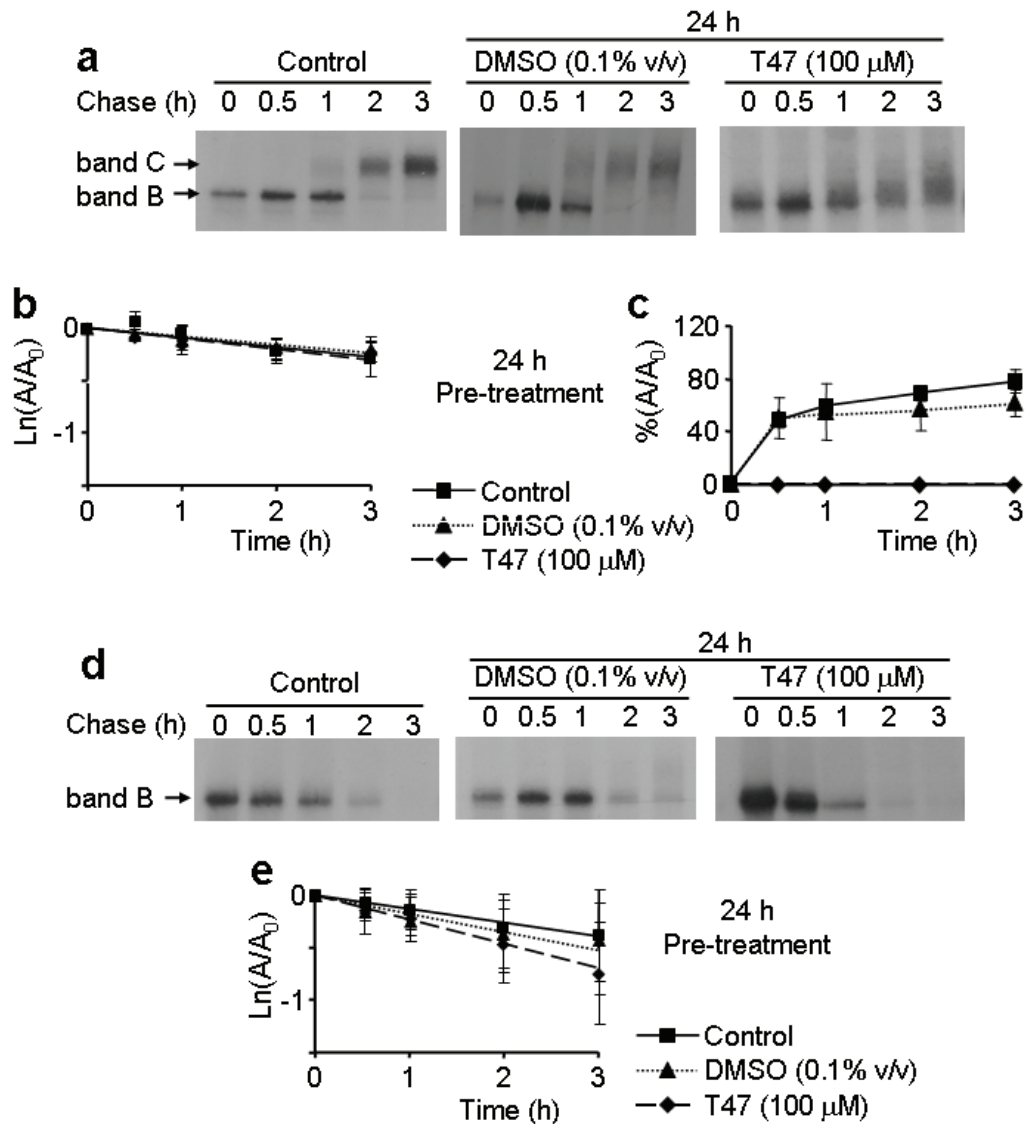 24 h
a
Control
DMSO (0.1% v/v)
T47 (100 µM)
Chase (h) 0 0.5 1 2 3 0 0.5 1 2 3 0 0.5 1 2 3
band C
band B
b
Ln(A/A0)
0
-1
0 1 2 3
Time (h)
24 h
Pre-treatment
Control
DMSO (0.1% v/v)
T47 (100 µM)
c
%(A/A0)
120
80
40
0
0 1 2 3
Time (h)
24 h
d
Control
DMSO (0.1% v/v)
T47 (100 µM)
Chase (h) 0 0.5 1 2 3 0 0.5 1 2 3 0 0.5 1 2 3
band B
e
Ln(A/A0)
0
-1
0 1 2 3
Time (h)
24 h
Pre-treatment
Control
DMSO (0.1% v/v)
T47 (100 µM)